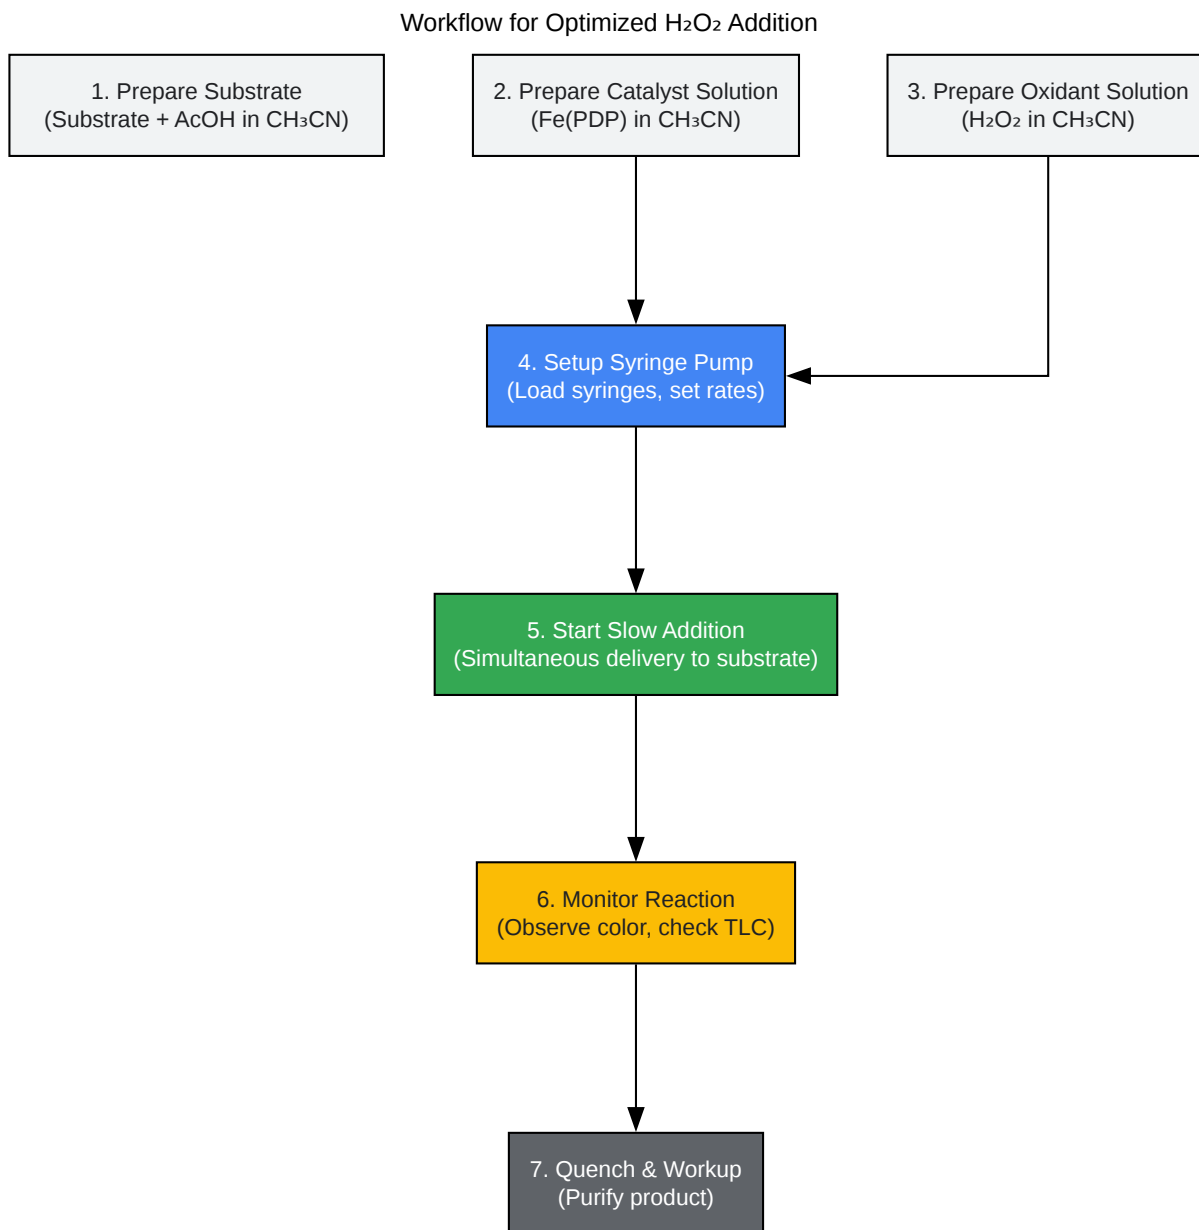 Workflow for Optimized H₂O₂ Addition
1. Prepare Substrate
(Substrate + AcOH in CH₃CN)
2. Prepare Catalyst Solution
(Fe(PDP) in CH₃CN)
3. Prepare Oxidant Solution
(H₂O₂ in CH₃CN)
4. Setup Syringe Pump
(Load syringes, set rates)
5. Start Slow Addition
(Simultaneous delivery to substrate)
6. Monitor Reaction
(Observe color, check TLC)
7. Quench & Workup
(Purify product)